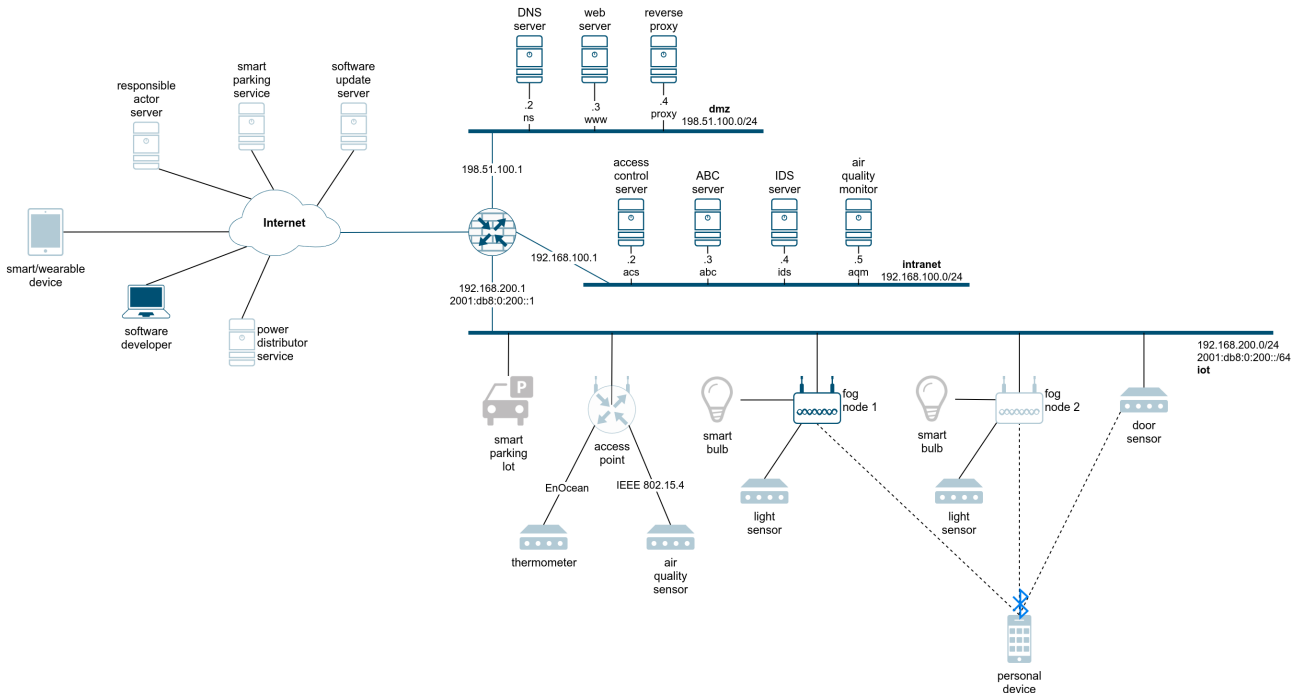 DNS
server
web
server
reverse
proxy
.2
ns
.3
www
.4
proxy
dmz
198.51.100.0/24
responsible
actor
server
smart
parking
service
software
update
server
198.51.100.1
access
control
server
ABC
server
IDS
server
air
quality
monitor
.2
acs
.3
abc
.4
ids
.5
aqm
intranet
192.168.100.0/24
Internet
192.168.100.1
smart/wearable
device
software
developer
power
distributor
service
192.168.200.1
2001:db8:0:200::1
192.168.200.0/24
2001:db8:0:200::/64
iot
P
smart
parking
lot
access
point
smart
bulb
fog
node 1
smart
bulb
fog
node 2
door
sensor
EnOcean
IEEE 802.15.4
light
sensor
light
sensor
thermometer
air
quality
sensor
personal
device